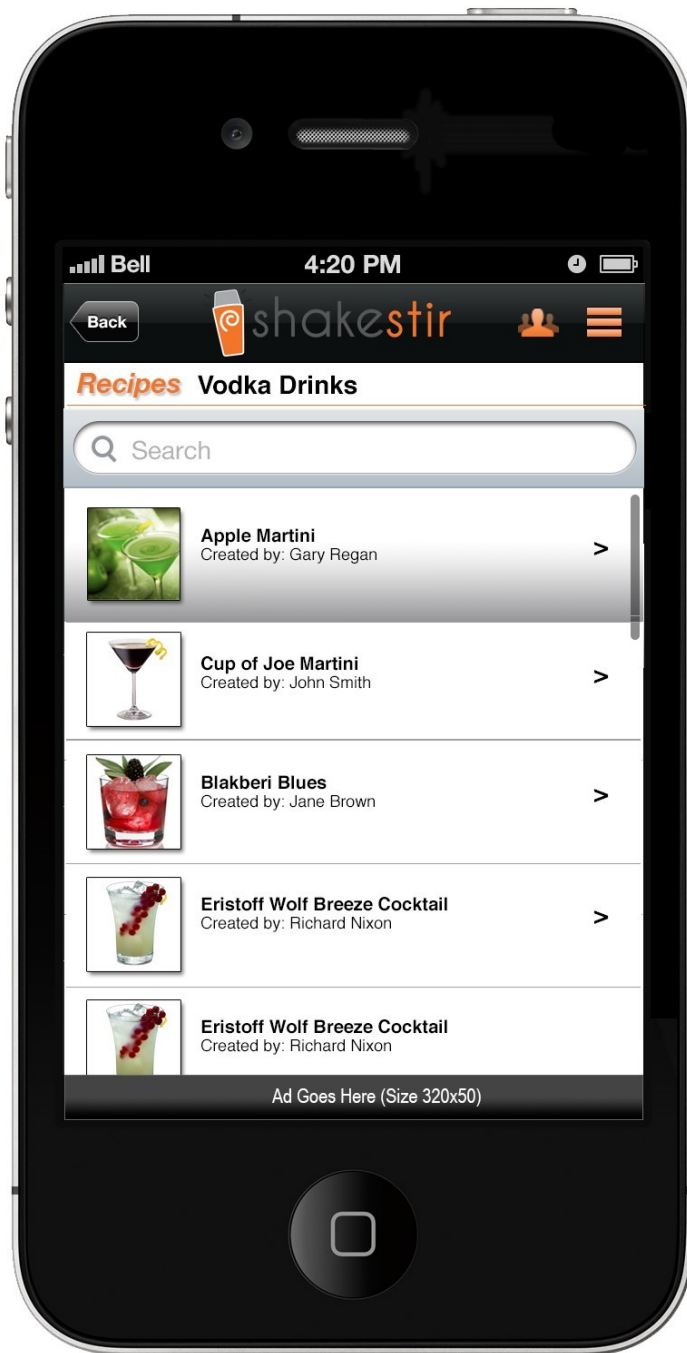 Bell 4:20 PM
Back shakestir
Recipes Vodka Drinks
Search
Apple Martini
Created by: Gary Regan
>
Cup of Joe Martini
Created by: John Smith
>
Blakberi Blues
Created by: Jane Brown
>
Eristoff Wolf Breeze Cocktail
Created by: Richard Nixon
>
Eristoff Wolf Breeze Cocktail
Created by: Richard Nixon
Ad Goes Here (Size 320x50)